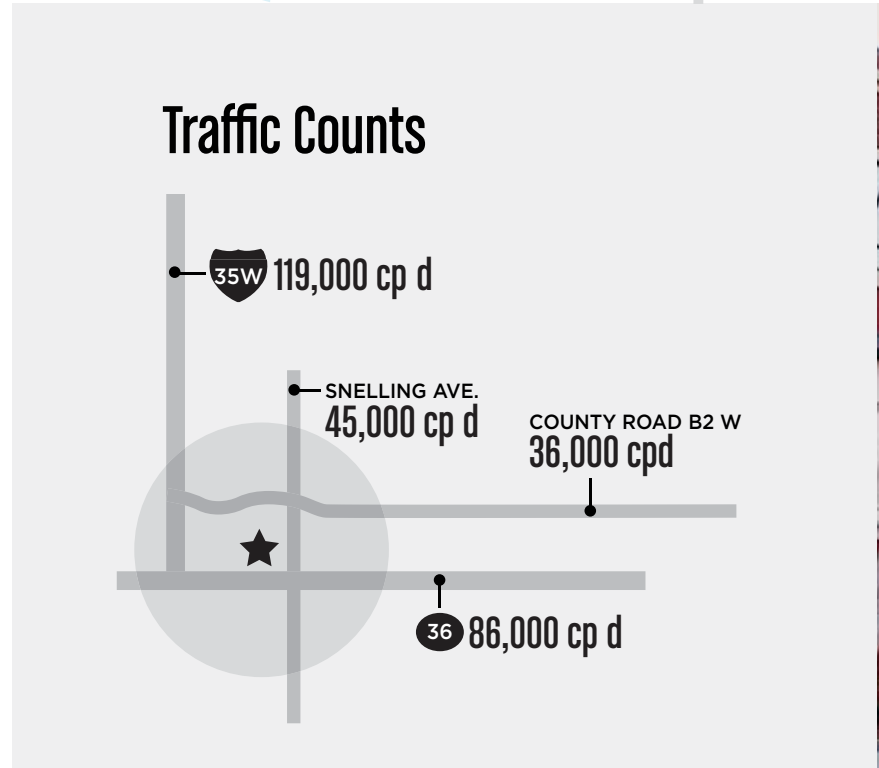 Traffic Counts
35W 119,000 cp d
SNELLING AVE.
45,000 cp d
COUNTY ROAD B2 W
36,000 cpd
36 86,000 cp d